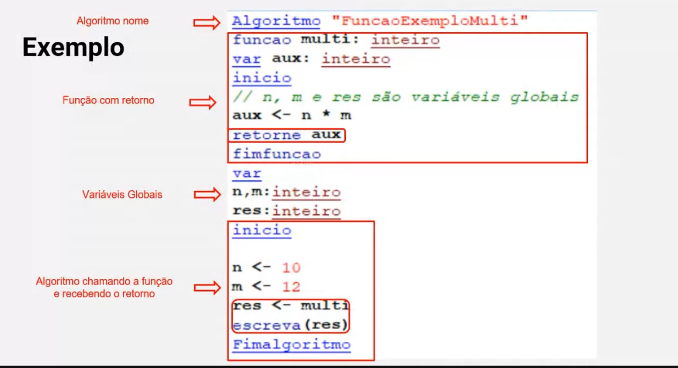 Algoritmo nome
Exemplo
Algoritmo "FuncaoExemploMulti"
funcao multi: inteiro
var aux: inteiro
inicio
Função com retorno
// n, m e res são variáveis globais
aux <- n * m
retorne aux
fimfuncao
var
Variáveis Globais
n,m:inteiro
res:inteiro
inicio
Algoritmo chamando a função
e recebendo o retorno
n <- 10
m <- 12
res <- multi
escreva(res)
Fimalgoritmo